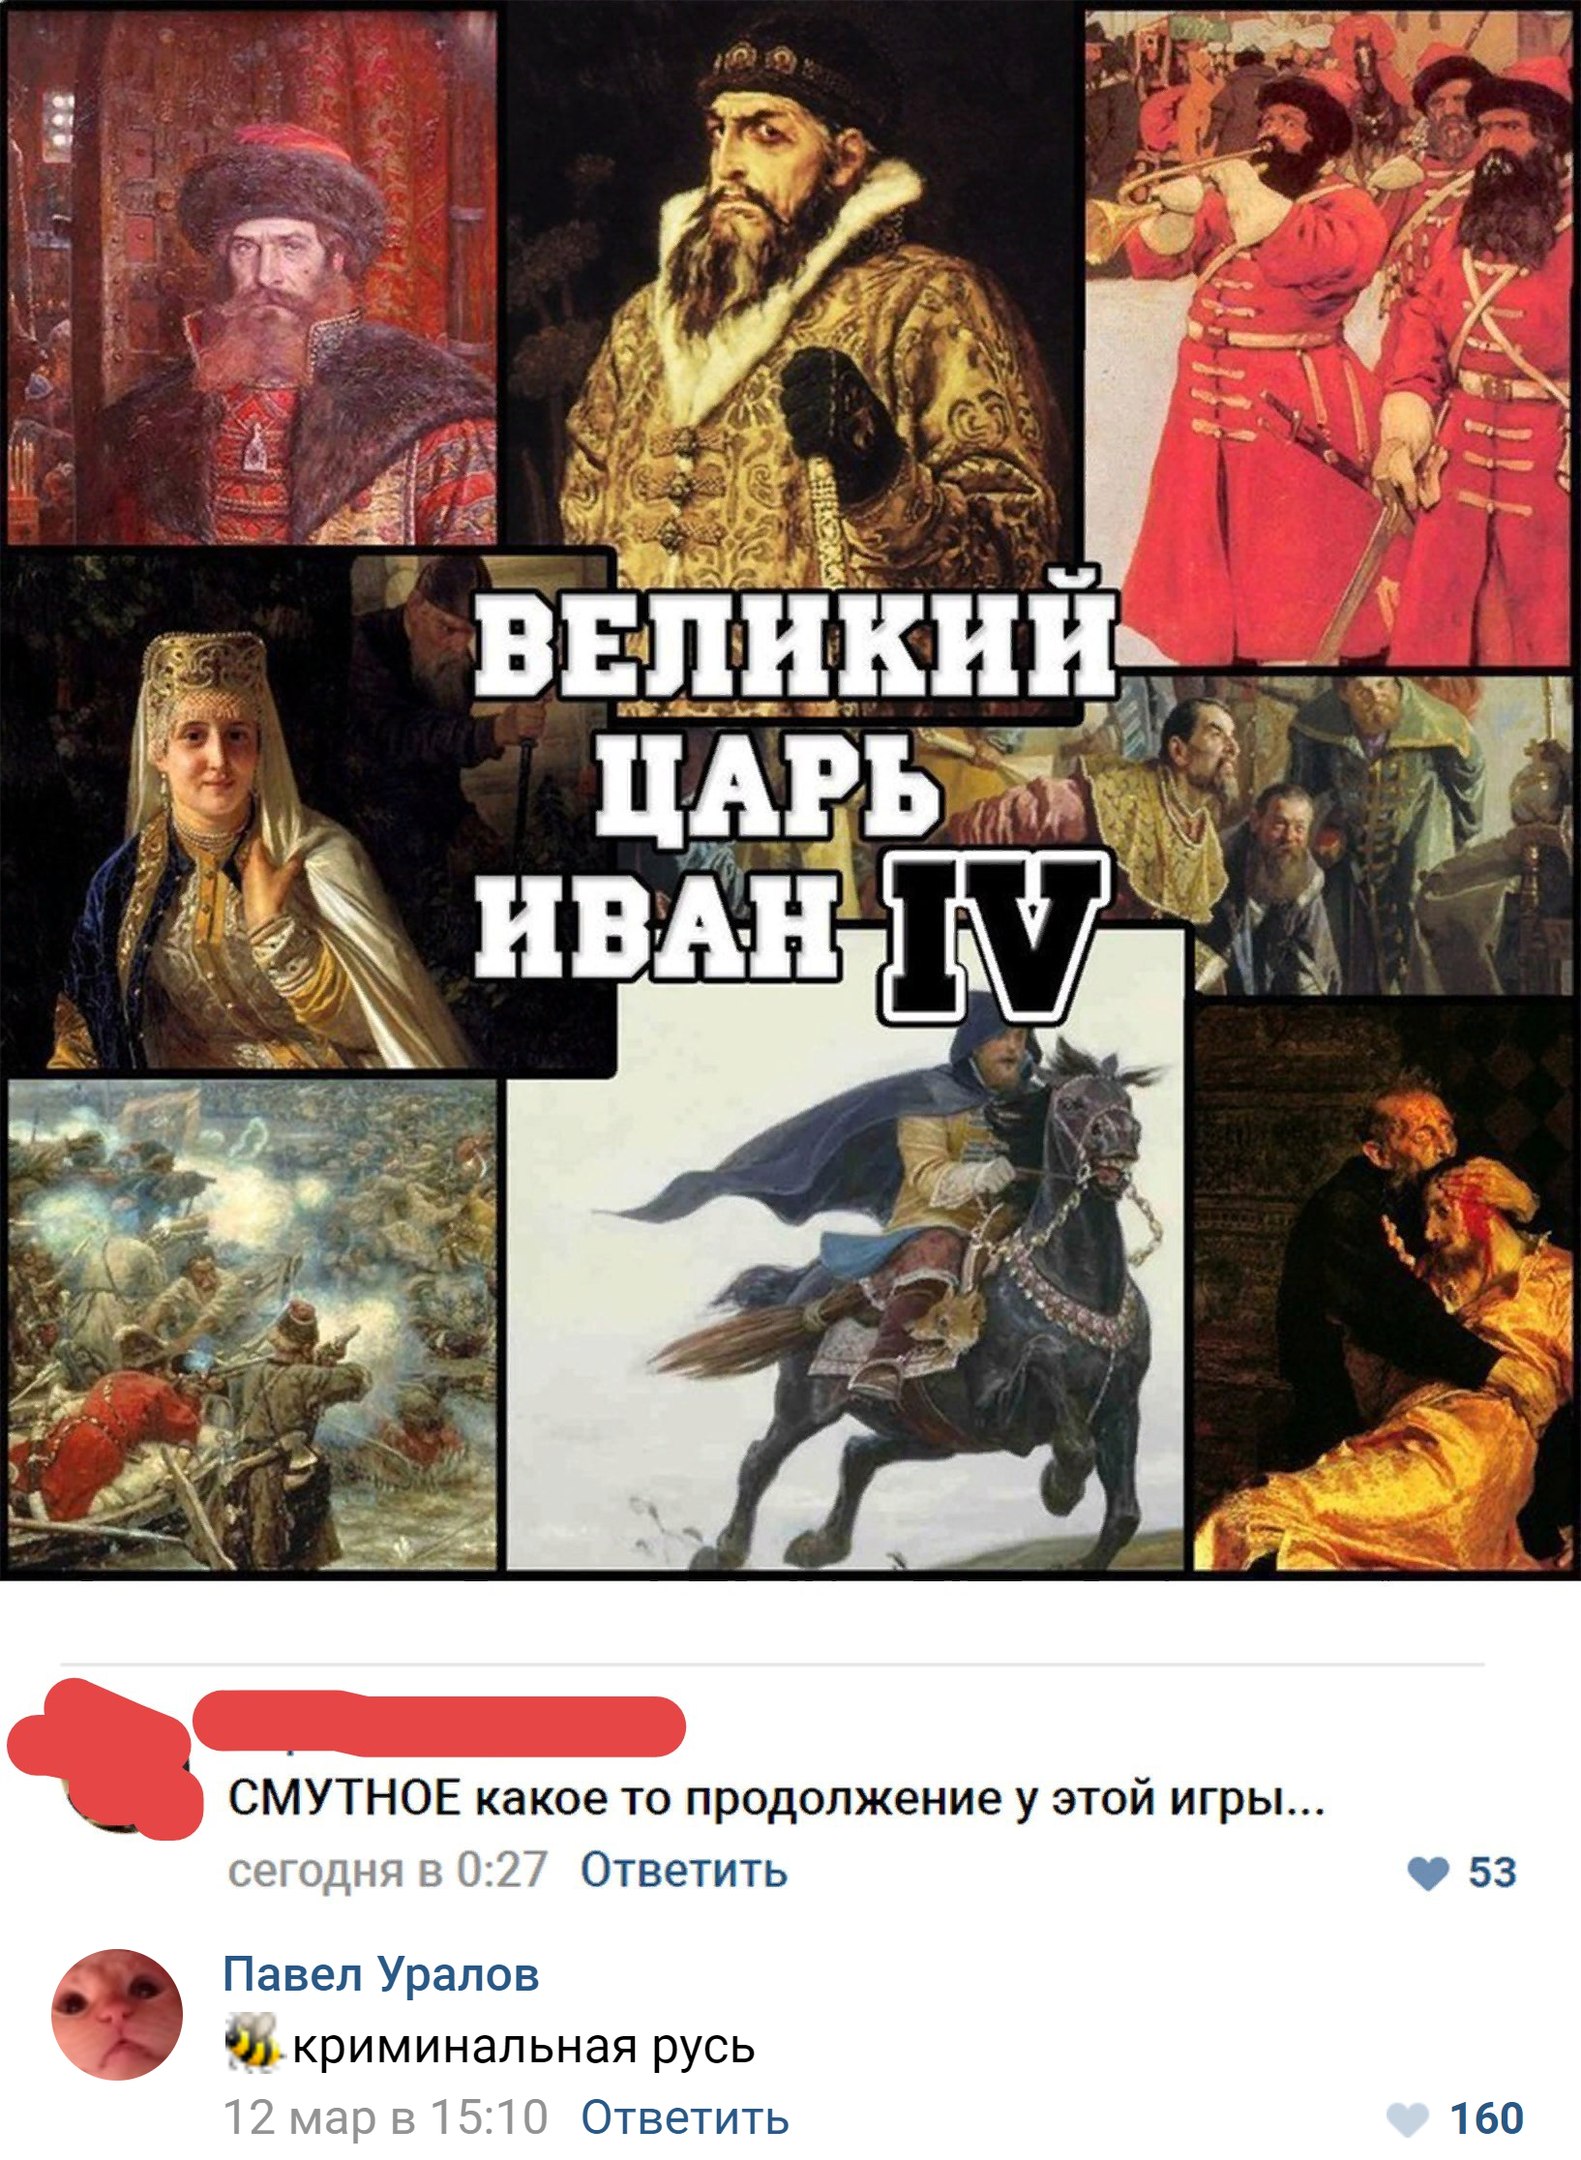 ВЕЛИКИЙ
ЦАРЬ
ИВАН IV
СМУТНОЕ какое то продолжение у этой игры...
сегодня в 0:27 Ответить 53
Павел Уралов
🐝криминальная русь
12 мар в 15:10 Ответить 160